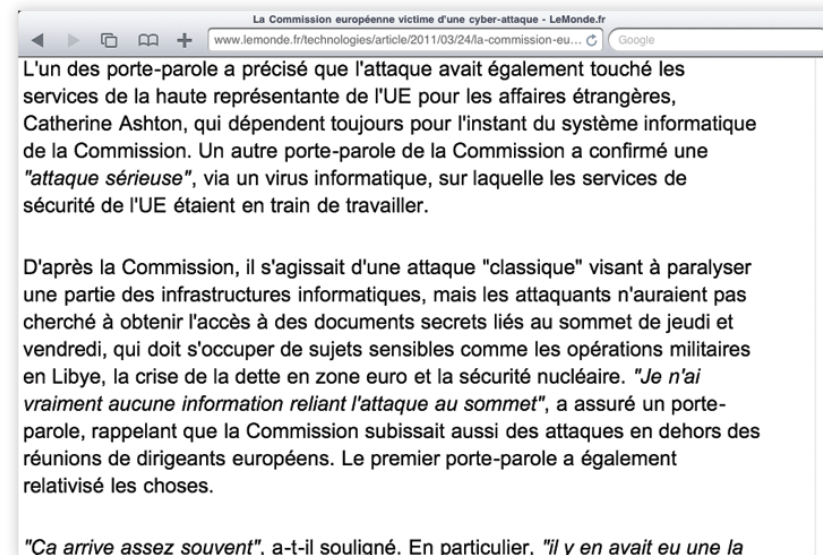 La Commission européenne victime d'une cyber-attaque - LeMonde.fr
www.lemonde.fr/technologies/article/2011/03/24/la-commission-eu...
Google
L'un des porte-parole a précisé que l'attaque avait également touché les
services de la haute représentante de l'UE pour les affaires étrangères,
Catherine Ashton, qui dépendent toujours pour l'instant du système informatique
de la Commission. Un autre porte-parole de la Commission a confirmé une
"attaque sérieuse", via un virus informatique, sur laquelle les services de
sécurité de l'UE étaient en train de travailler.
D'après la Commission, il s'agissait d'une attaque "classique" visant à paralyser
une partie des infrastructures informatiques, mais les attaquants n'auraient pas
cherché à obtenir l'accès à des documents secrets liés au sommet de jeudi et
vendredi, qui doit s'occuper de sujets sensibles comme les opérations militaires
en Libye, la crise de la dette en zone euro et la sécurité nucléaire. "Je n'ai
vraiment aucune information reliant l'attaque au sommet", a assuré un porte-
parole, rappelant que la Commission subissait aussi des attaques en dehors des
réunions de dirigeants européens. Le premier porte-parole a également
relativisé les choses.
"Ca arrive assez souvent", a-t-il souligné. En particulier, "il y en avait eu une la